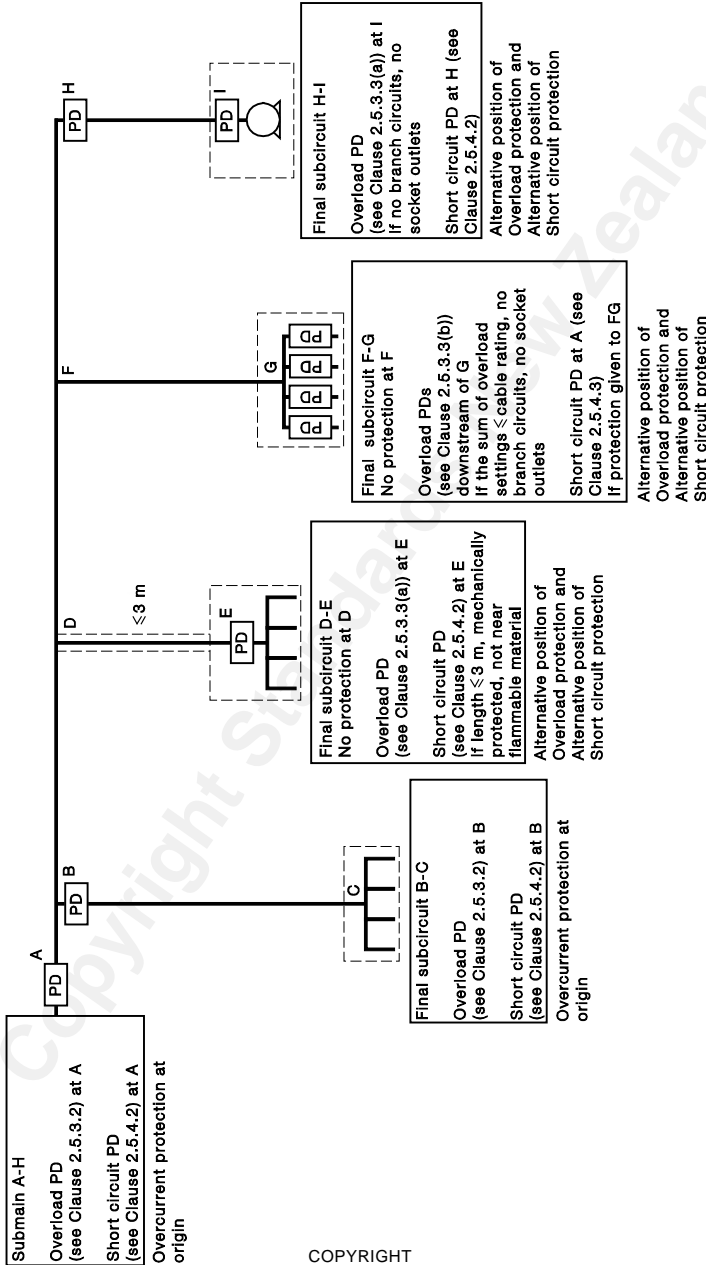 Submain A-H
Overload PD
(see Clause 2.5.3.2) at A
Short circuit PD
(see Clause 2.5.4.2) at A
Overcurrent protection at
origin
A
PD
B
PD
C
Final subcircuit B-C
Overload PD
(see Clause 2.5.3.2) at B
Short circuit PD
(see Clause 2.5.4.2) at B
Overcurrent protection at
origin
D
≤3 m
E
PD
Final subcircuit D-E
No protection at D
Overload PD
(see Clause 2.5.3.3(a)) at E
Short circuit PD
(see Clause 2.5.4.2) at E
If length ≤ 3 m, mechanically
protected, not near
flammable material
Alternative position of
Overload protection and
Alternative position of
Short circuit protection
F
G
PD PD PD PD
Final subcircuit F-G
No protection at F
Overload PDs
(see Clause 2.5.3.3(b))
downstream of G
If the sum of overload
settings ≤ cable rating, no
branch circuits, no socket
outlets
Short circuit PD at A (see
Clause 2.5.4.3)
If protection given to FG
Alternative position of
Overload protection and
Alternative position of
Short circuit protection
H
PD
I
PD
Final subcircuit H-I
Overload PD
(see Clause 2.5.3.3(a)) at I
If no branch circuits, no
socket outlets
Short circuit PD at H (see
Clause 2.5.4.2)
Alternative position of
Overload protection and
Alternative position of
Short circuit protection
COPYRIGHT